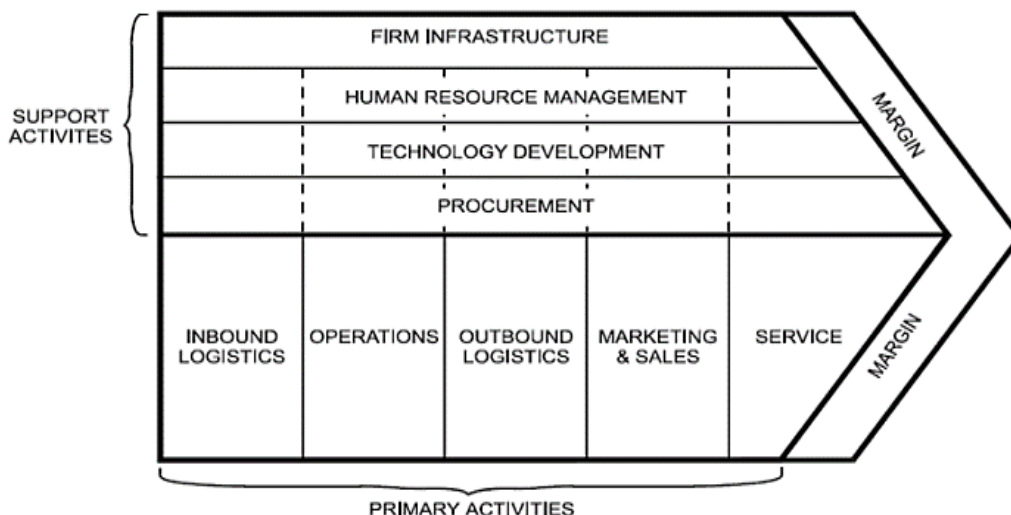 FIRM INFRASTRUCTURE
HUMAN RESOURCE MANAGEMENT
SUPPORT
ACTIVITES
TECHNOLOGY DEVELOPMENT
PROCUREMENT
MARGIN
INBOUND
LOGISTICS
OPERATIONS
OUTBOUND
LOGISTICS
MARKETING
& SALES
SERVICE
MARGIN
PRIMARY ACTIVITIES